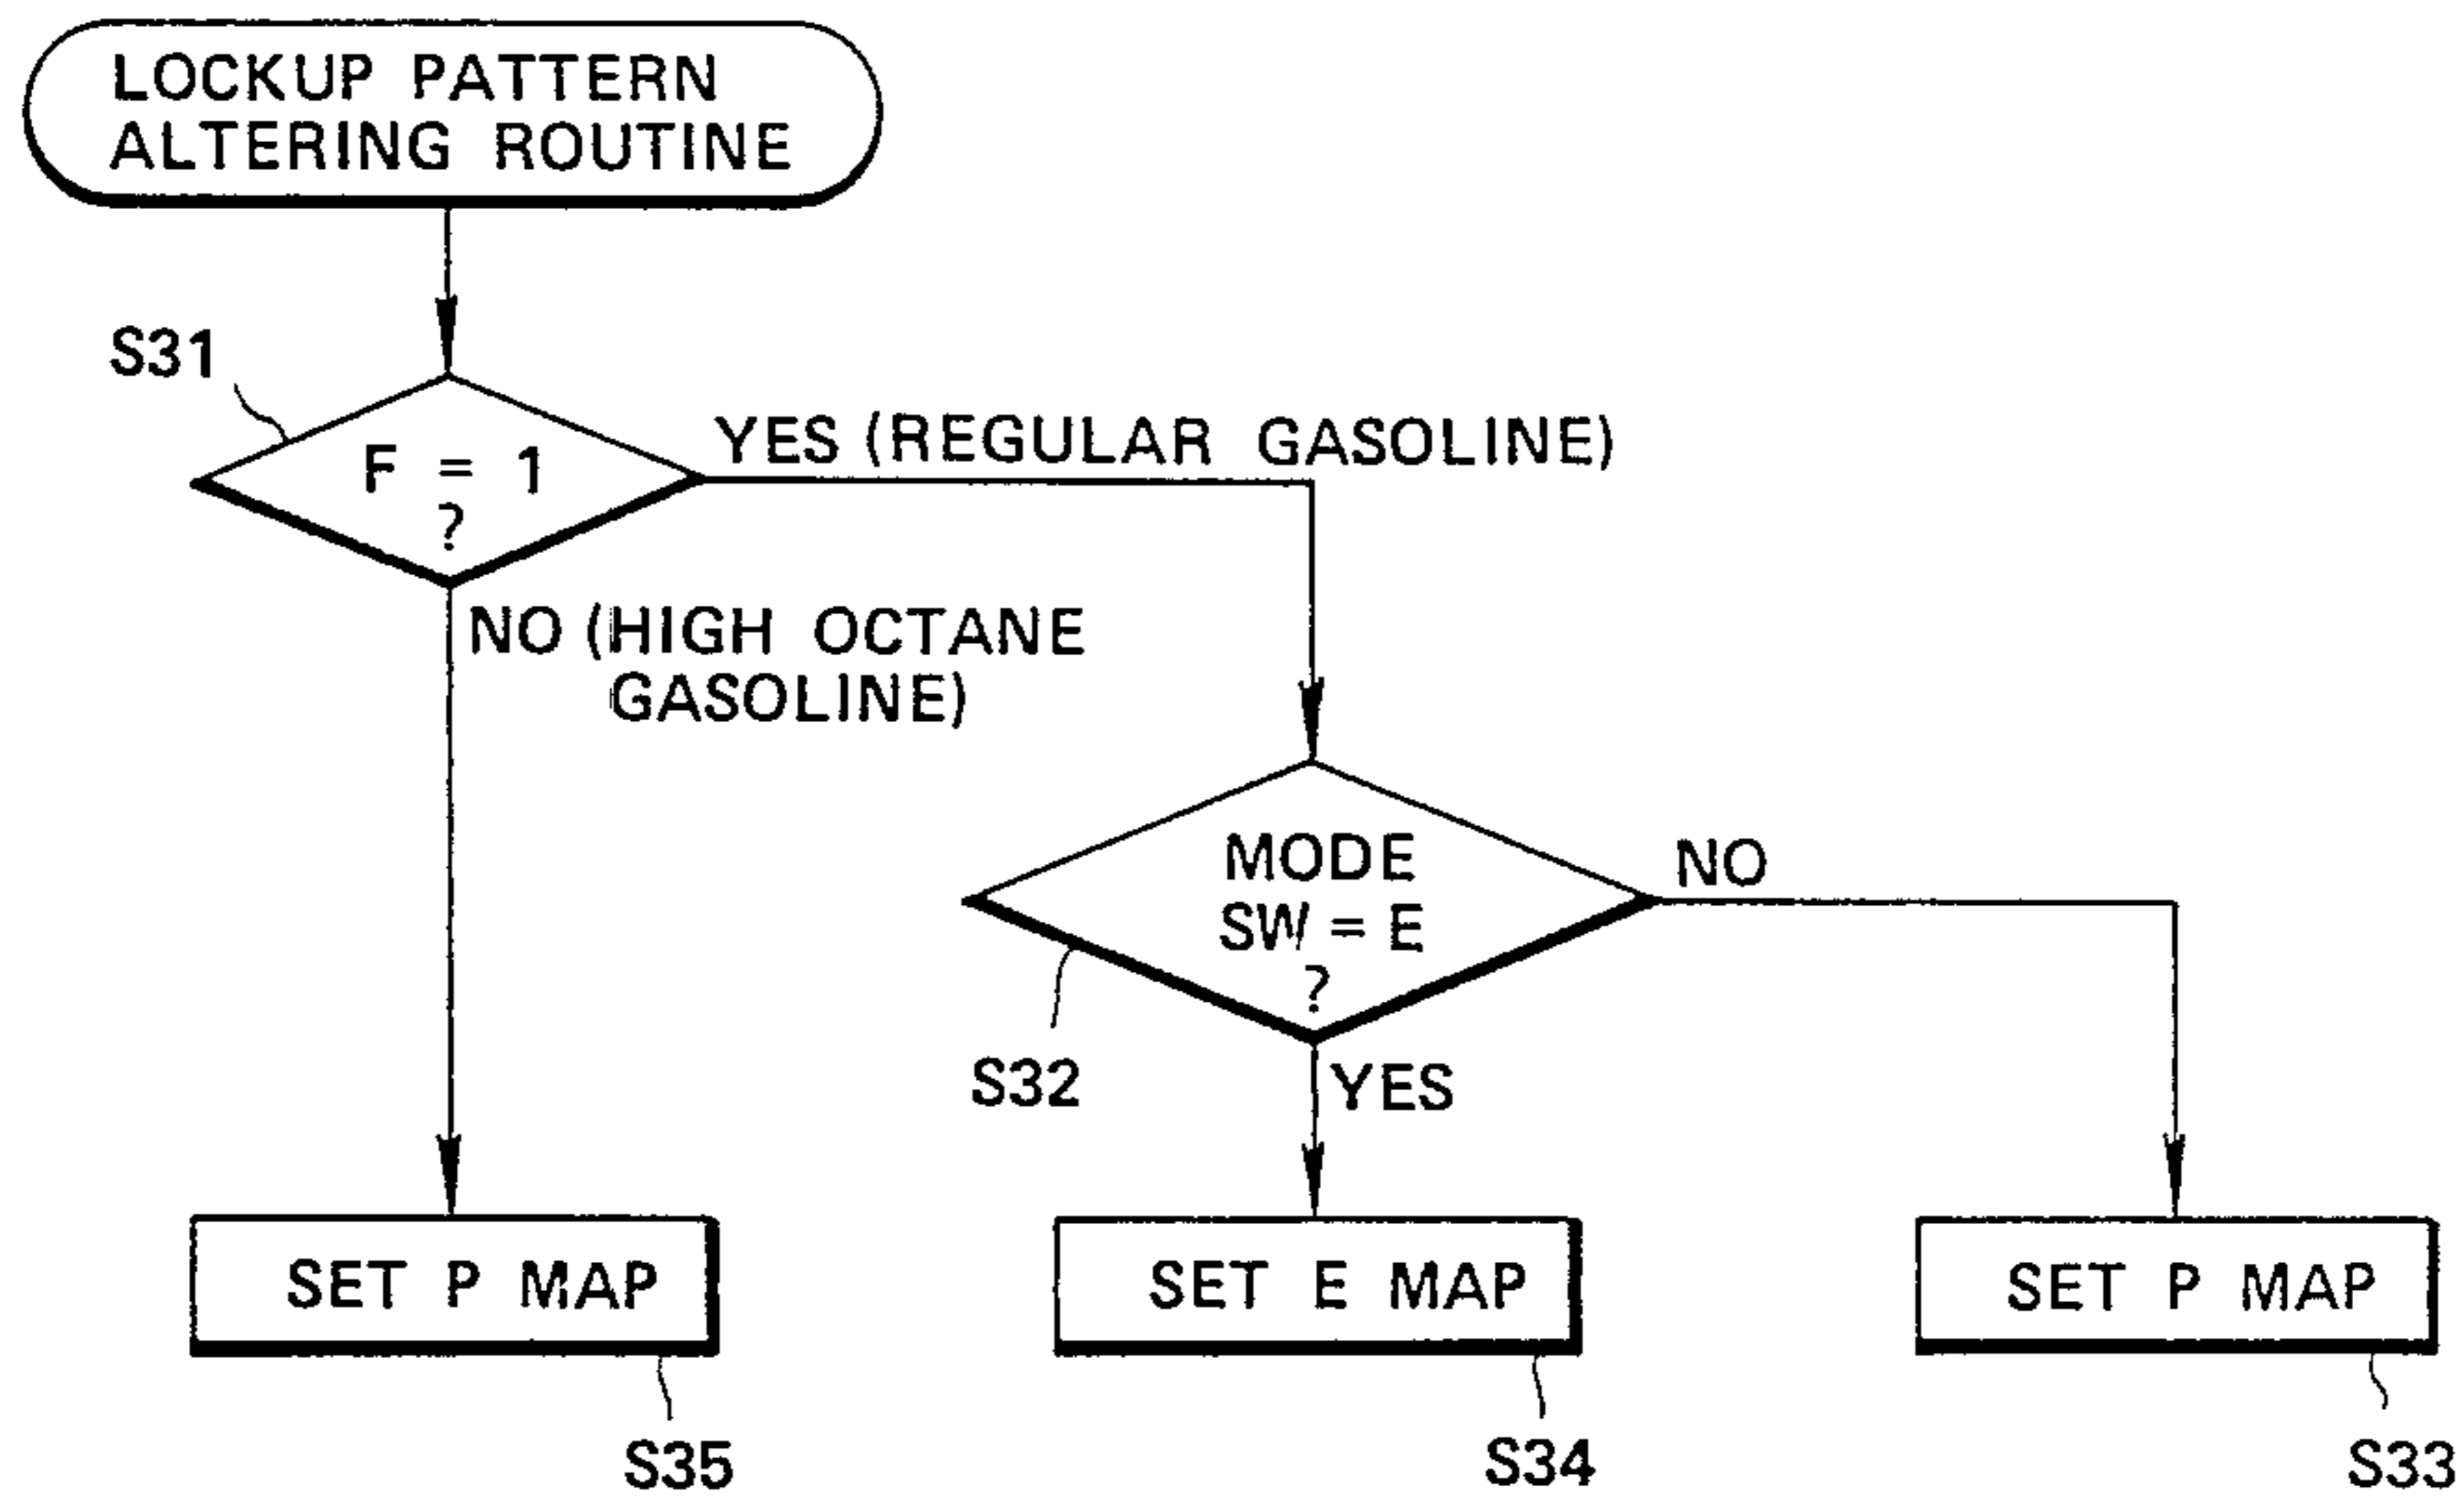 LOCKUP PATTERN
ALTERING ROUTINE
S31
F = 1
?
YES (REGULAR GASOLINE)
NO (HIGH OCTANE
GASOLINE)
MODE
SW = E
?
NO
S32
YES
SET P MAP
SET E MAP
SET P MAP
S35
S34
S33